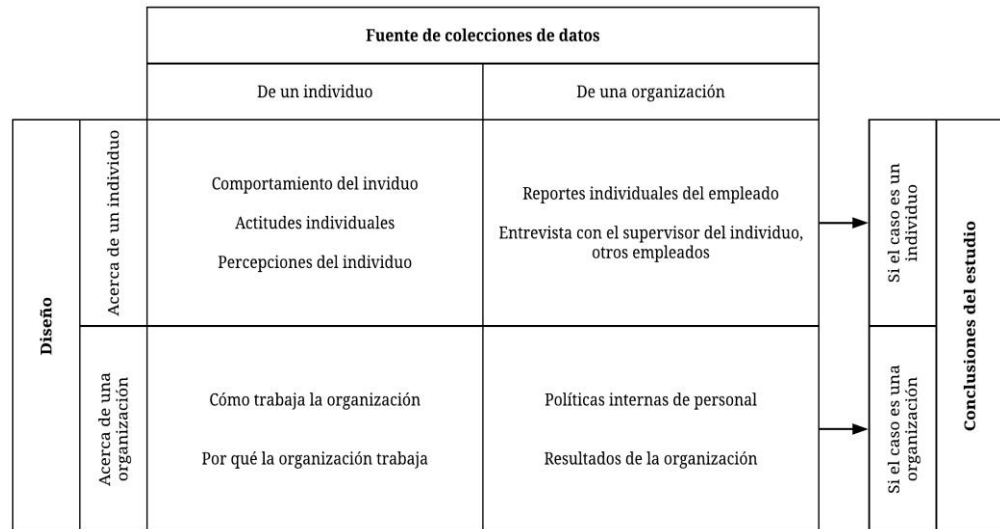 Fuente de colecciones de datos
De un individuo
De una organización
Diseño
Acerca de un individuo
Comportamiento del inviduo
Actitudes individuales
Percepciones del individuo
Reportes individuales del empleado
Entrevista con el supervisor del individuo,
otros empleados
Si el caso es un
individuo
Conclusiones del estudio
Acerca de una
organización
Cómo trabaja la organización
Por qué la organización trabaja
Políticas internas de personal
Resultados de la organización
Si el caso es una
organización